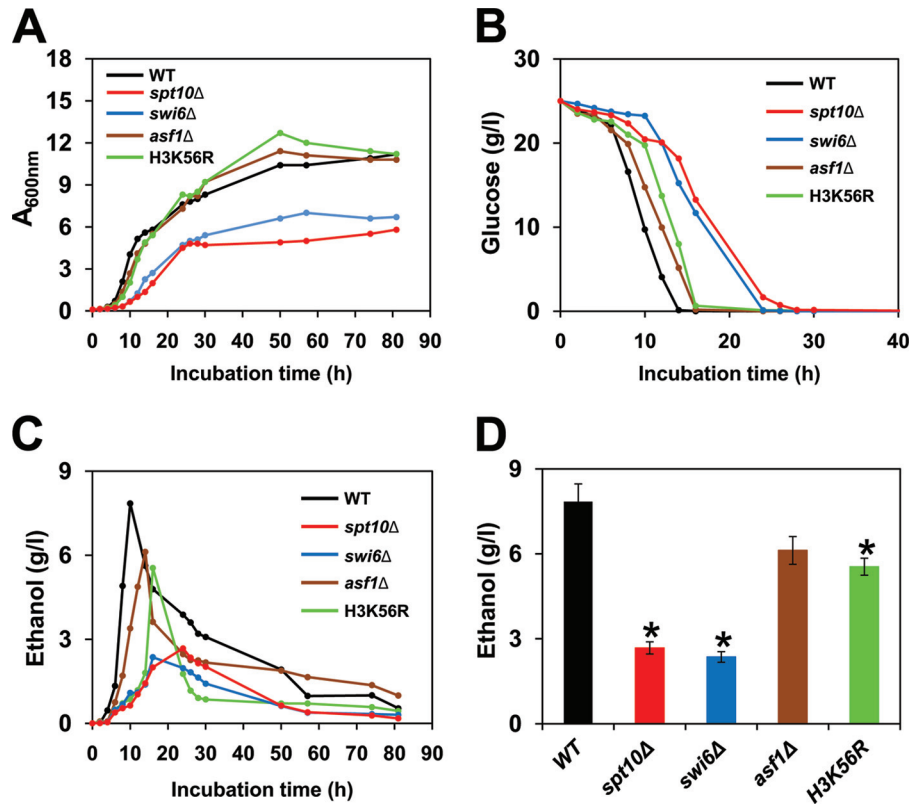 A
A600nm
18
15
12
9
6
3
0
WT
spt10Δ
swi6Δ
asf1Δ
H3K56R
0 10 20 30 40 50 60 70 80 90
Incubation time (h)
B
Glucose (g/l)
30
20
10
0
WT
spt10Δ
swi6Δ
asf1Δ
H3K56R
0 10 20 30 40
Incubation time (h)
C
Ethanol (g/l)
9
6
3
0
WT
spt10Δ
swi6Δ
asf1Δ
H3K56R
0 10 20 30 40 50 60 70 80 90
Incubation time (h)
D
Ethanol (g/l)
9
6
3
0
*
*
*
WT
spt10Δ
swi6Δ
asf1Δ
H3K56R